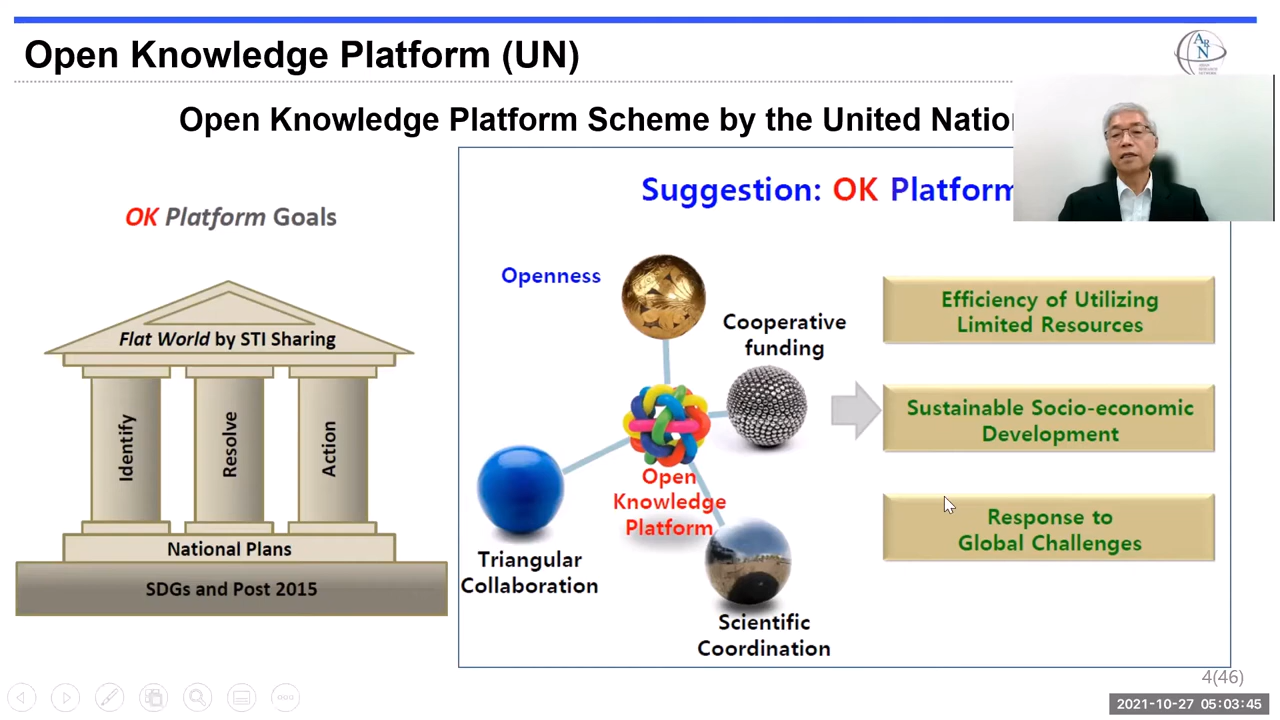 Open Knowledge Platform (UN)
A R N
Open Knowledge Platform Scheme by the United Nation
OK Platform Goals
Flat World by STI Sharing
Identify
Resolve
Action
National Plans
SDGs and Post 2015
Suggestion: OK Platform
Openness
Cooperative
funding
Open
Knowledge
Platform
Triangular
Collaboration
Scientific
Coordination
Efficiency of Utilizing
Limited Resources
Sustainable Socio-economic
Development
Response to
Global Challenges
4(46)
2021-10-27 05:03:45